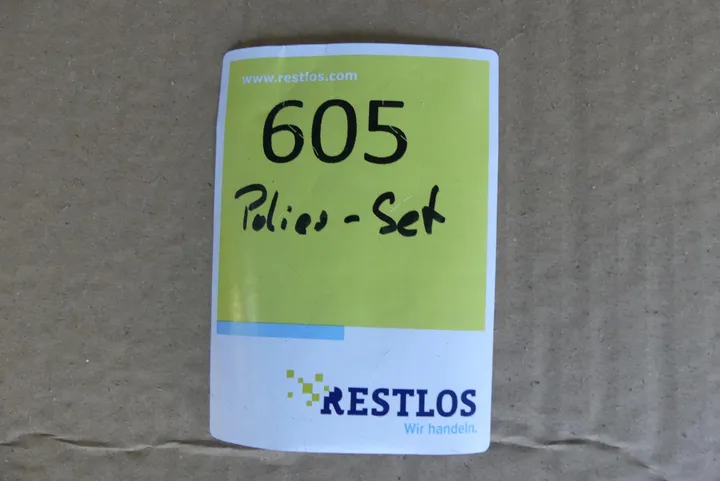 www.restlos.com
605
Polier-Set
RESTLOS
Wir handeln.